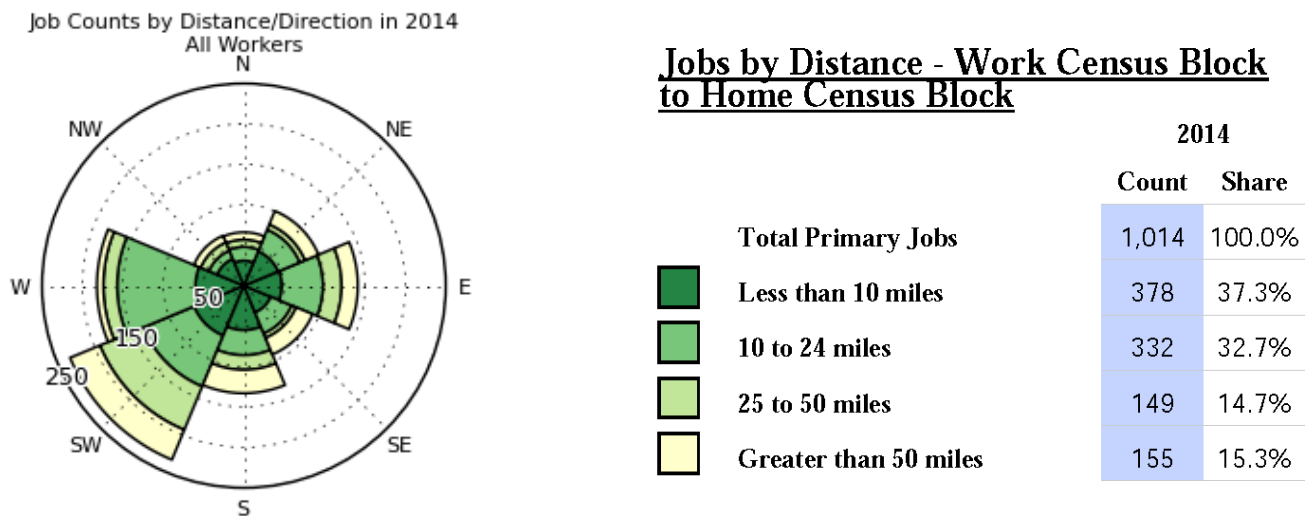 Job Counts by Distance/Direction in 2014
All Workers
N
NW
NE
W
50
E
150
250
SW
SE
S
Jobs by Distance - Work Census Block
to Home Census Block
2014
Count Share
Total Primary Jobs 1,014 100.0%
Less than 10 miles 378 37.3%
10 to 24 miles 332 32.7%
25 to 50 miles 149 14.7%
Greater than 50 miles 155 15.3%